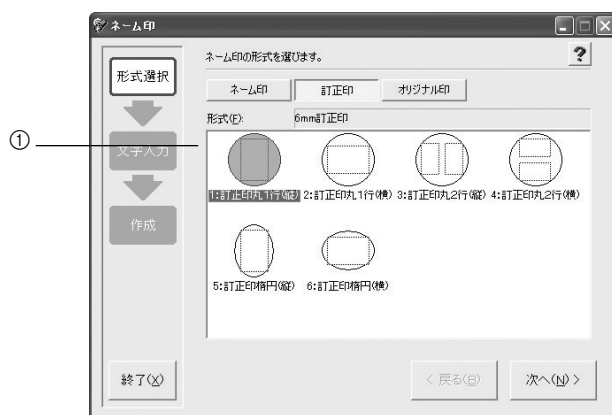 ネーム印
ネーム印の形式を選びます。
?
形式選択
ネーム印 訂正印 オリジナル印
形式(F): 6mm訂正印
①
文字入力
1:訂正印丸1行(縦) 2:訂正印丸1行(横) 3:訂正印丸2行(縦) 4:訂正印丸2行(横)
作成
5:訂正印楕円(縦) 6:訂正印楕円(横)
終了(X)
< 戻る(B)
次へ(N) >